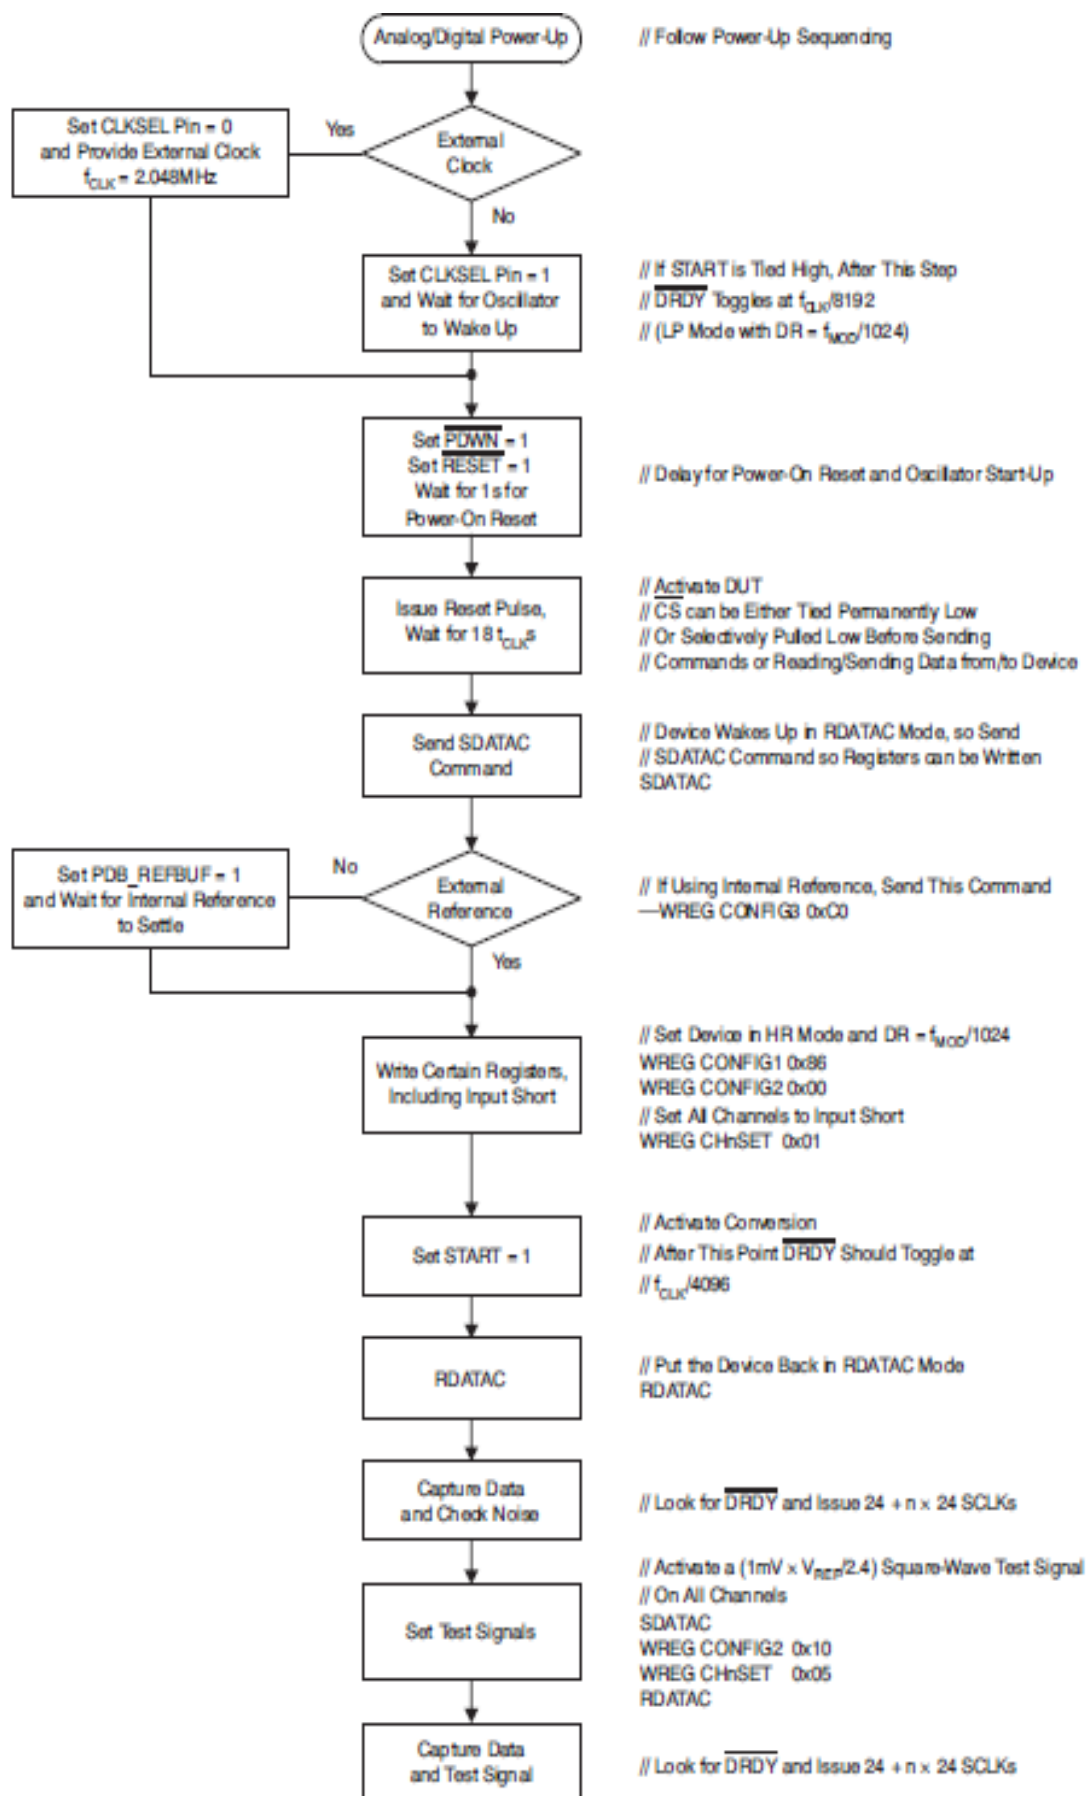 Analog/Digital Power-Up
// Follow Power-Up Sequencing
External
Clock
Yes
Set CLKSEL Pin = 0
and Provide External Clock
fCLK = 2.048MHz
No
Set CLKSEL Pin = 1
and Wait for Oscillator
to Wake Up
// If START is Tied High, After This Step
// DRDY Toggles at fCLK/8192
// (LP Mode with DR = fMOD/1024)
Set PDWN = 1
Set RESET = 1
Wait for 1s for
Power-On Reset
// Delay for Power-On Reset and Oscillator Start-Up
Issue Reset Pulse,
Wait for 18 tCLKs
// Activate DUT
// CS can be Either Tied Permanently Low
// Or Selectively Pulled Low Before Sending
// Commands or Reading/Sending Data from/to Device
Send SDATAC
Command
// Device Wakes Up in RDATAC Mode, so Send
// SDATAC Command so Registers can be Written
SDATAC
External
Reference
No
Set PDB_REFBUF = 1
and Wait for Internal Reference
to Settle
// If Using Internal Reference, Send This Command
—WREG CONFIG3 0xC0
Yes
Write Certain Registers,
Including Input Short
// Set Device in HR Mode and DR = fMOD/1024
WREG CONFIG1 0x86
WREG CONFIG2 0x00
// Set All Channels to Input Short
WREG CHnSET 0x01
Set START = 1
// Activate Conversion
// After This Point DRDY Should Toggle at
// fCLK/4096
RDATAC
// Put the Device Back in RDATAC Mode
RDATAC
Capture Data
and Check Noise
// Look for DRDY and Issue 24 + n × 24 SCLKs
Set Test Signals
// Activate a (1mV × VREF/2.4) Square-Wave Test Signal
// On All Channels
SDATAC
WREG CONFIG2 0x10
WREG CHnSET 0x05
RDATAC
Capture Data
and Test Signal
// Look for DRDY and Issue 24 + n × 24 SCLKs